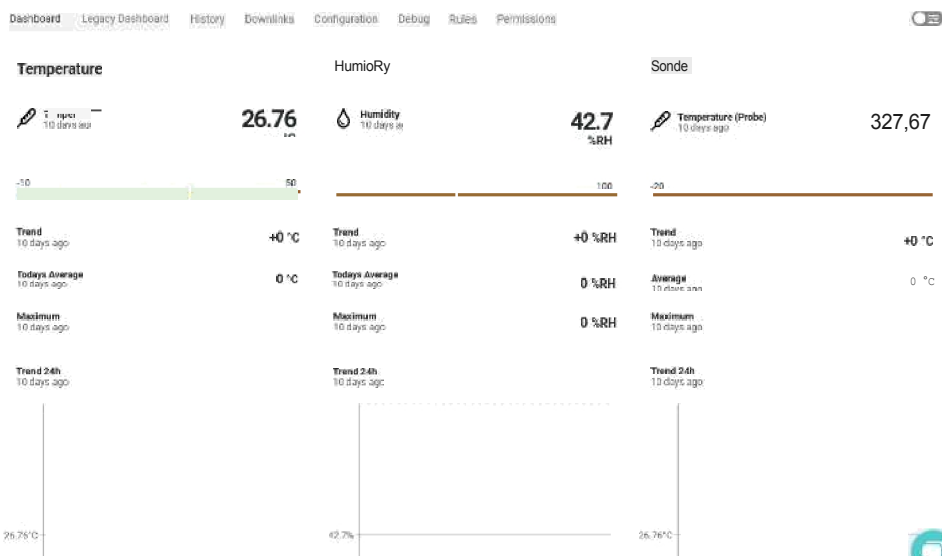 Dashboard Legacy Dashboard History Downlinks Configuration Debug Rules Permissions
Temperature HumioRy Sonde
26.76
10 days
Humidity
10 days
42.7
%RH
Temperature (Probe)
10 days ago
327,67
-10 50
100
-20
Trend +0 °C Trend +0 %RH Trend +0 °C
10 days ago 10 days ago 10 days ago
Todays Average 0 °C Todays Average 0 %RH Average 0 °C
10 days ago 10 days ago 10 days ago
Maximum Maximum 0 %RH Maximum
10 days ago 10 days ago 10 days ago
Trend 24h Trend 24h Trend 24h
10 days ago 10 days ago 10 days ago
26.76°C 42.7% 26.76°C